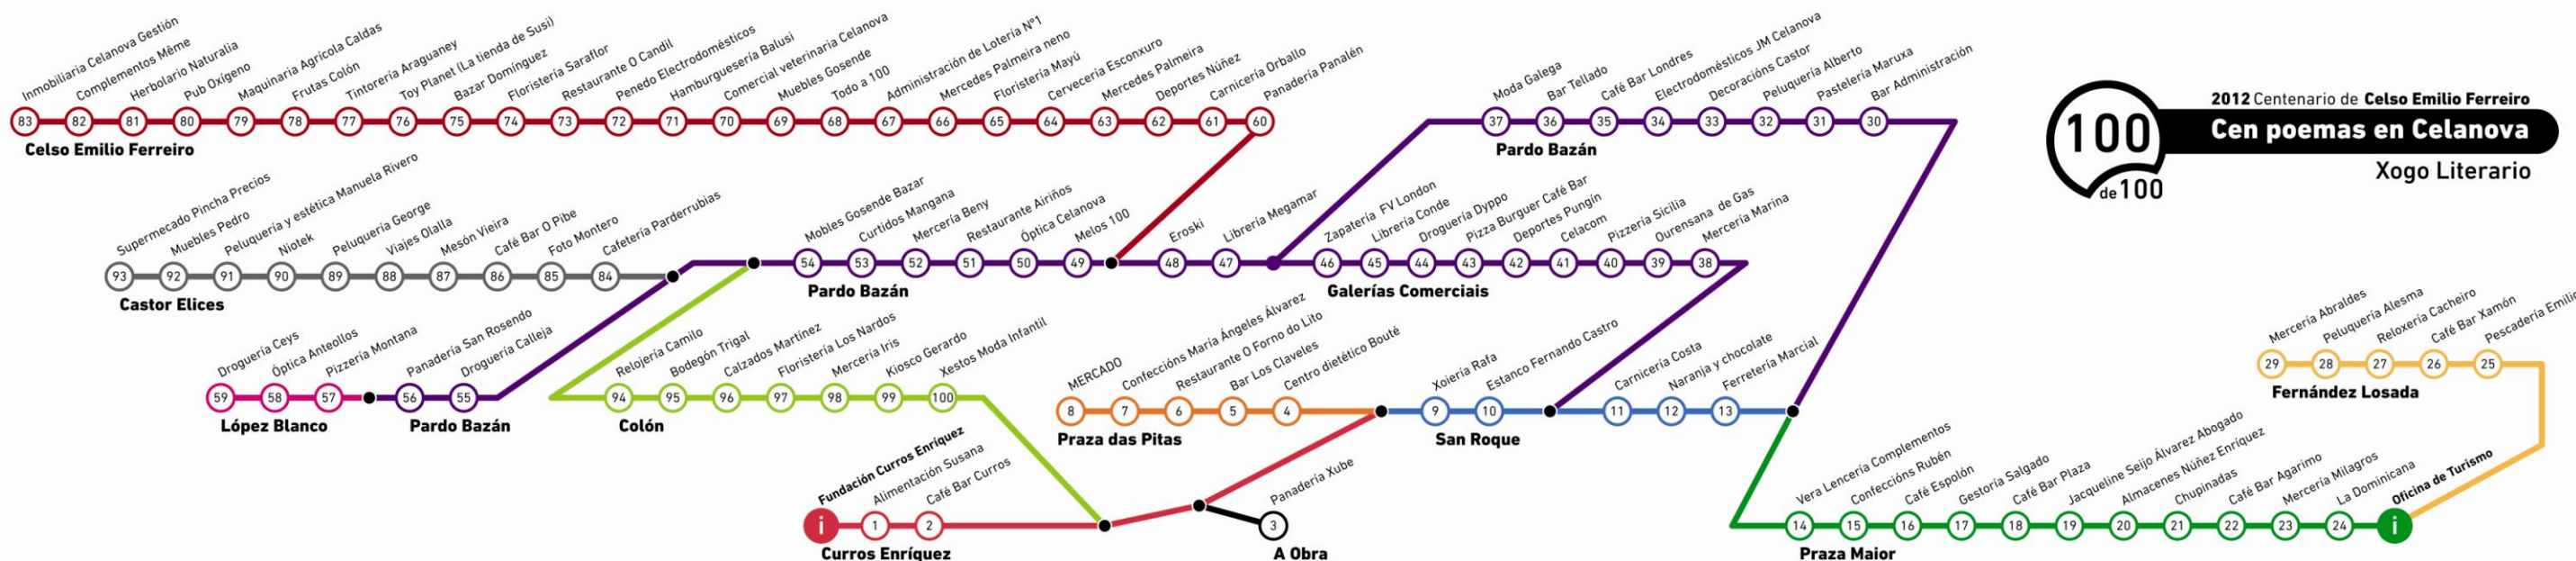 Inmobiliaria Celanova Gestión
Complementos Même
Herbolario Naturalia
Pub Oxígeno
Maquinaria Agrícola Caldas
Frutas Colón
Tintorería Araguaney
Toy Planet (La tienda de Susi)
Bazar Domínguez
Floristería Saraflor
Restaurante O Candil
Penedo Electrodomésticos
Hamburguesería Balusi
Comercial veterinaria Celanova
Muebles Gosende
Todo a 100
Administración de Lotería Nº1
Mercedes Palmeira neno
Floristería Mayú
Cervecería Esconxuro
Mercedes Palmeira
Deportes Núñez
Carnicería Orballo
Panadería Panalén
83 82 81 80 79 78 77 76 75 74 73 72 71 70 69 68 67 66 65 64 63 62 61 60
Celso Emilio Ferreiro
Moda Galega
Bar Tellado
Café Bar Londres
Electrodomésticos JM Celanova
Decoracións Castor
Peluquería Alberto
Pastelería Maruxa
Bar Administración
37 36 35 34 33 32 31 30
Pardo Bazán
100
de 100
2012 Centenario de Celso Emilio Ferreiro
Cen poemas en Celanova
Xogo Literario
Supermecado Pincha Precios
Muebles Pedro
Peluquería y estética Manuela Rivero
Niotek
Peluquería George
Viajes Olalla
Mesón Vieira
Café Bar O Pibe
Foto Montero
Cafetería Parderrubias
93 92 91 90 89 88 87 86 85 84
Castor Elices
Mobles Gosende Bazar
Curtidos Mangana
Mercería Beny
Restaurante Airiños
Óptica Celanova
Melos 100
Eroski
Librería Megamar
54 53 52 51 50 49 48 47
Pardo Bazán
Zapatería FV London
Librería Conde
Droguería Dyppo
Pizza Burguer Café Bar
Deportes Pungín
Celacom
Pizzería Sicilia
Ourensana de Gas
Mercería Marina
46 45 44 43 42 41 40 39 38
Galerías Comerciais
Droguería Ceys
Óptica Anteollos
Pizzería Montana
59 58 57
López Blanco
Panadería San Rosendo
Droguería Calleja
56 55
Pardo Bazán
Relojería Camilo
Bodegón Trigal
Calzados Martínez
Floristería Los Nardos
Mercería Iris
Kiosco Gerardo
Xestos Moda Infantil
94 95 96 97 98 99 100
Colón
MERCADO
Confeccións María Ángeles Álvarez
Restaurante O Forno do Lito
Bar Los Claveles
Centro dietético Bouté
8 7 6 5 4
Praza das Pitas
Xoiería Rafa
Estanco Fernando Castro
Carnicería Costa
Naranja y chocolate
Ferretería Marcial
9 10 11 12 13
San Roque
Mercería Abraldes
Peluquería Alesma
Reloxería Cacheiro
Café Bar Xamón
Pescadería Emilio
29 28 27 26 25
Fernández Losada
Fundación Curros Enríquez
Alimentación Susana
Café Bar Curros
i 1 2
Curros Enríquez
Panadería Xube
3
A Obra
Vera Lencería Complementos
Confeccións Rubén
Café Espolón
Gestoría Salgado
Café Bar Plaza
Jacqueline Seijo Álvarez Abogado
Almacenes Núñez Enríquez
Chupinadas
Café Bar Agarimo
Mercería Milagros
La Dominicana
Oficina de Turismo
14 15 16 17 18 19 20 21 22 23 24 i
Praza Maior